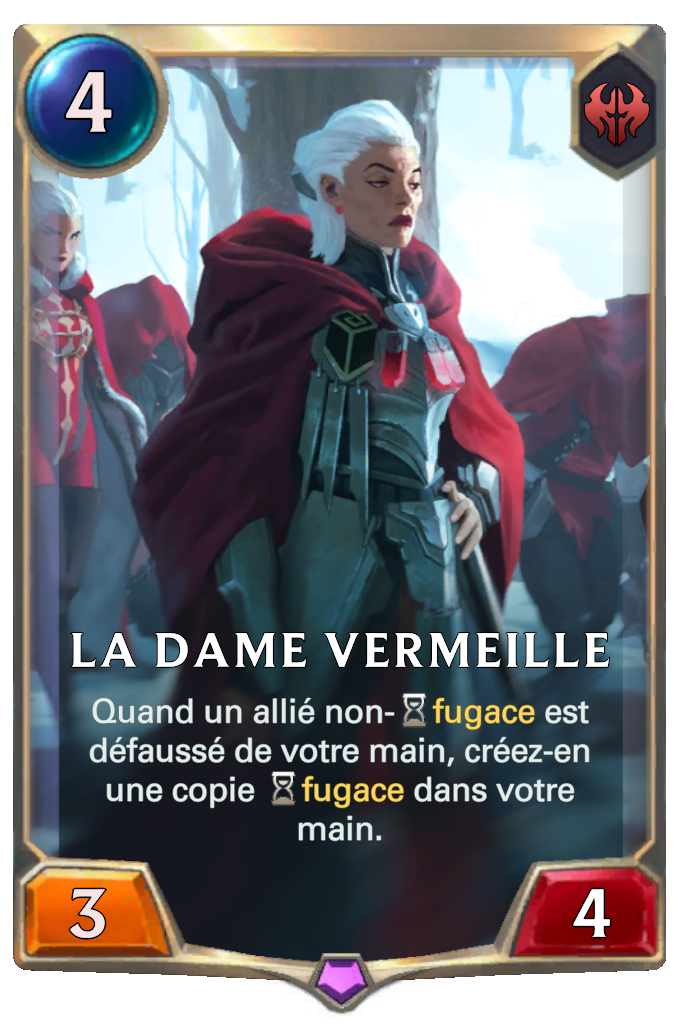 4
LA DAME VERMEILLE
Quand un allié non-fugace est
défaussé de votre main, créez-en
une copie fugace dans votre
main.
3
4